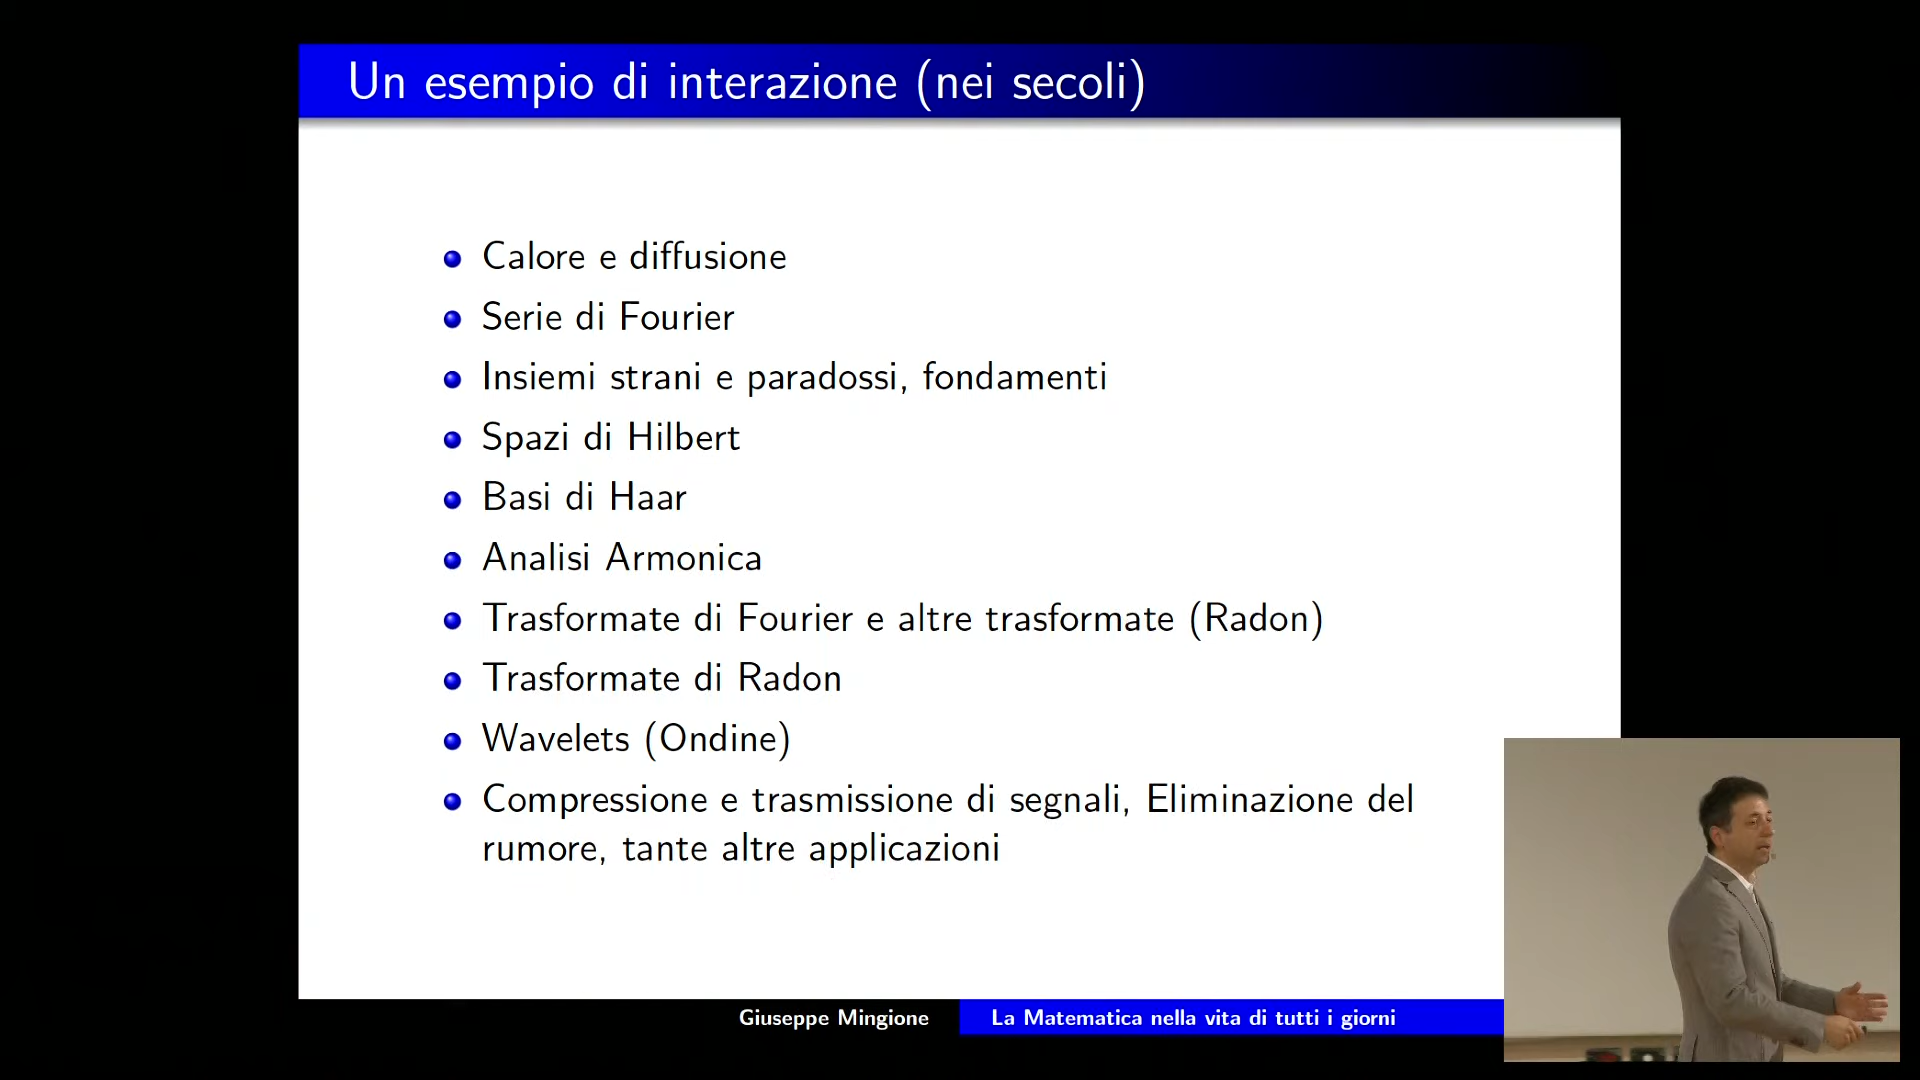 Un esempio di interazione (nei secoli)
Calore e diffusione
Serie di Fourier
Insiemi strani e paradossi, fondamenti
Spazi di Hilbert
Basi di Haar
Analisi Armonica
Trasformate di Fourier e altre trasformate (Radon)
Trasformate di Radon
Wavelets (Ondine)
Compressione e trasmissione di segnali, Eliminazione del
rumore, tante altre applicazioni
Giuseppe Mingione
La Matematica nella vita di tutti i giorni